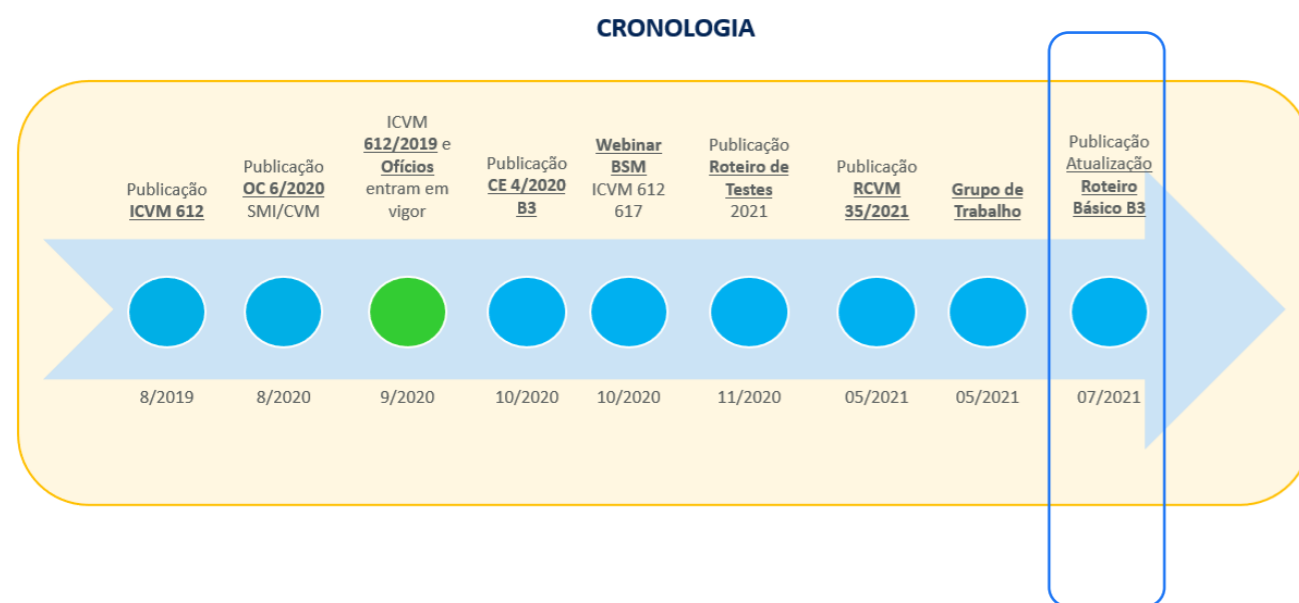 CRONOLOGIA
Publicação
ICVM 612
8/2019
Publicação
OC 6/2020
SMI/CVM
8/2020
ICVM
612/2019 e
Ofícios
entram em
vigor
9/2020
Publicação
CE 4/2020
B3
10/2020
Webinar
BSM
ICVM 612
617
10/2020
Publicação
Roteiro de
Testes
2021
11/2020
Publicação
RCVM
35/2021
05/2021
Grupo de
Trabalho
05/2021
Publicação
Atualização
Roteiro
Básico B3
07/2021